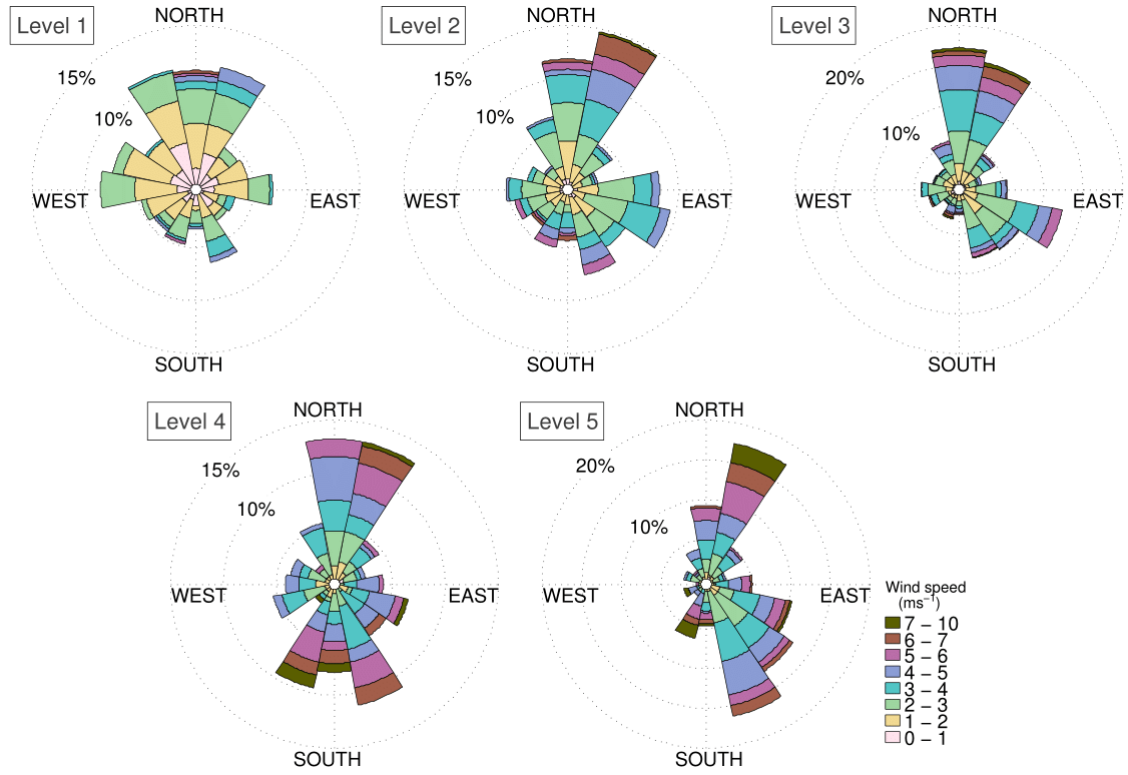 Level 1
NORTH
15%
10%
WEST
EAST
SOUTH
Level 2
NORTH
15%
10%
WEST
EAST
SOUTH
Level 3
NORTH
20%
10%
WEST
EAST
SOUTH
Level 4
NORTH
15%
10%
WEST
EAST
SOUTH
Level 5
NORTH
20%
10%
WEST
EAST
SOUTH
Wind speed
(ms⁻¹)
7 – 10
6 – 7
5 – 6
4 – 5
3 – 4
2 – 3
1 – 2
0 – 1